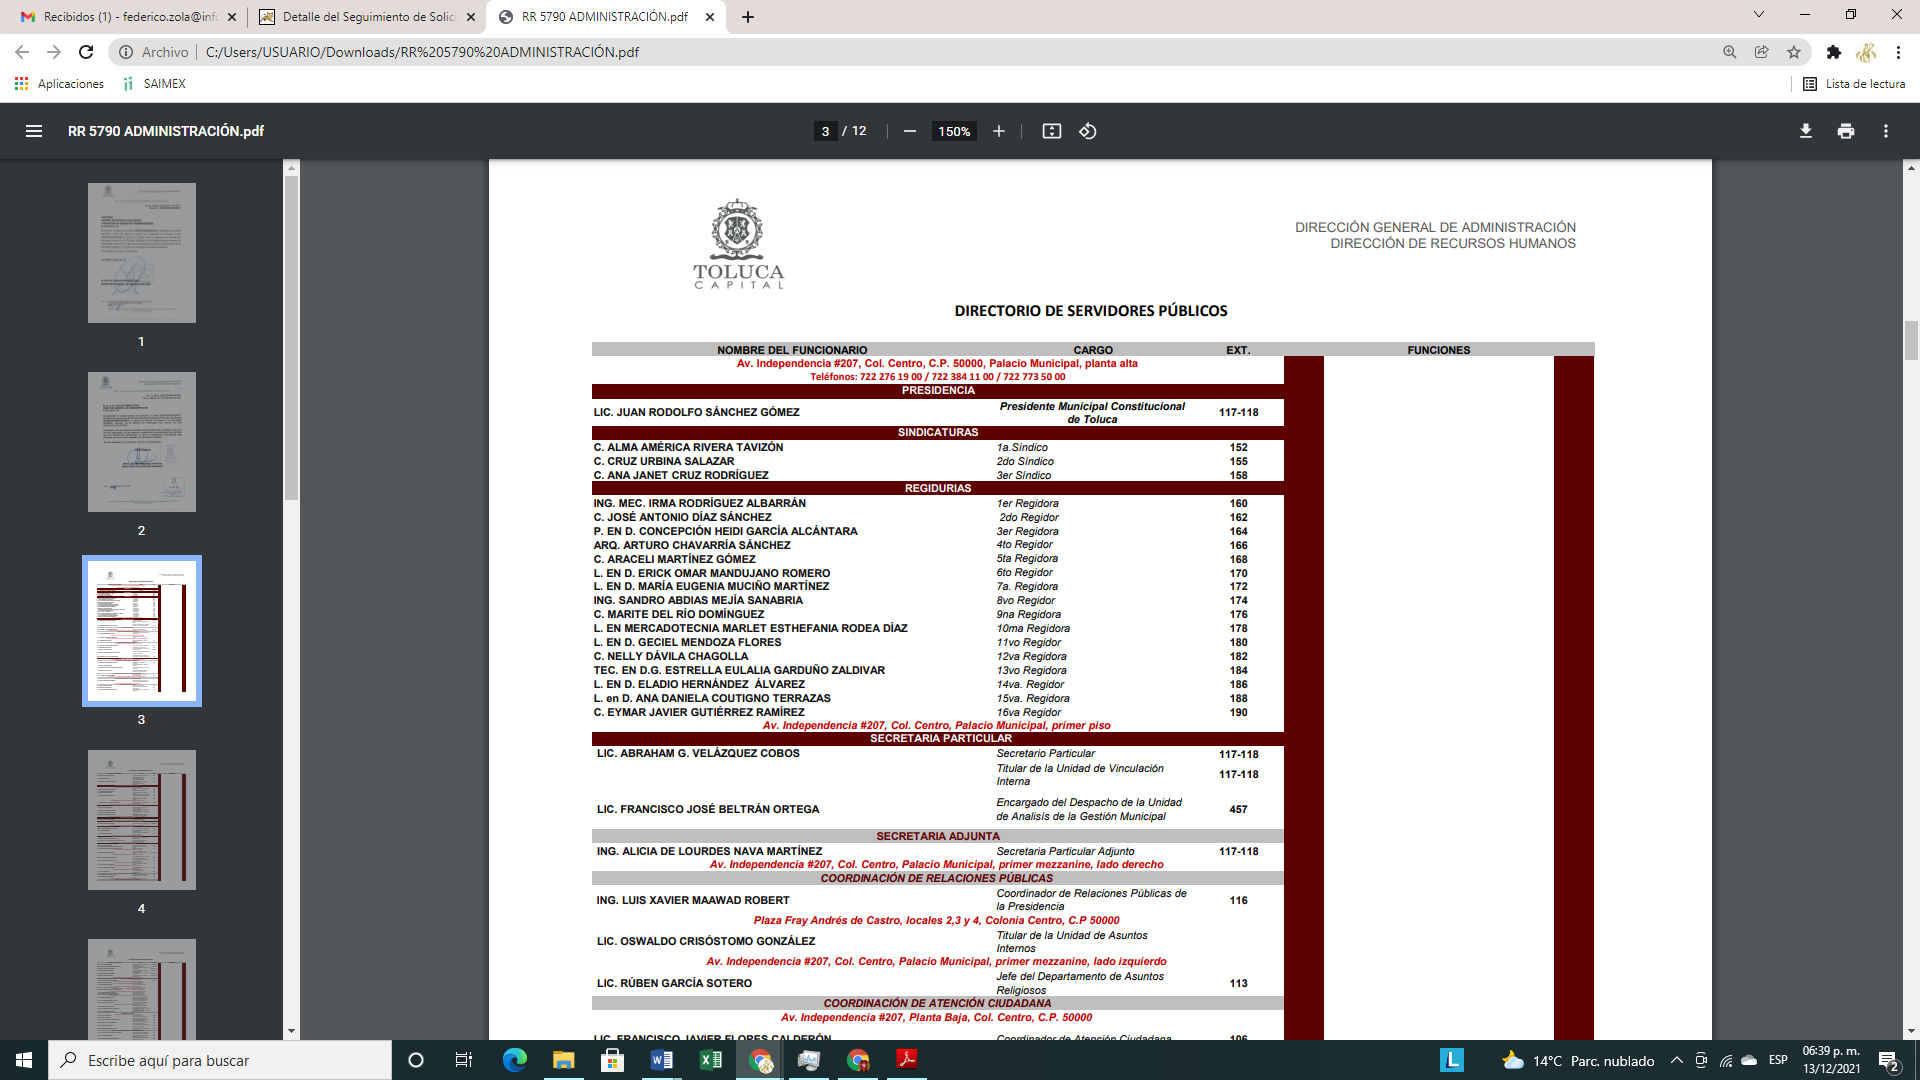 Recibidos (1) - federico.zola@inf
Detalle del Seguimiento de Solici
RR 5790 ADMINISTRACIÓN.pdf
Archivo
C:/Users/USUARIO/Downloads/RR%205790%20ADMINISTRACIÓN.pdf
Aplicaciones
SAIMEX
Lista de lectura
RR 5790 ADMINISTRACIÓN.pdf
3 / 12
150%
1
2
3
4
TOLUCA
CAPITAL
DIRECCIÓN GENERAL DE ADMINISTRACIÓN
DIRECCIÓN DE RECURSOS HUMANOS
DIRECTORIO DE SERVIDORES PÚBLICOS
NOMBRE DEL FUNCIONARIO CARGO EXT. FUNCIONES
Av. Independencia #207, Col. Centro, C.P. 50000, Palacio Municipal, planta alta
Teléfonos: 722 276 19 00 / 722 384 11 00 / 722 773 50 00
PRESIDENCIA
LIC. JUAN RODOLFO SÁNCHEZ GÓMEZ Presidente Municipal Constitucional de Toluca 117-118
SINDICATURAS
C. ALMA AMÉRICA RIVERA TAVIZÓN 1a.Síndico 152
C. CRUZ URBINA SALAZAR 2do Síndico 155
C. ANA JANET CRUZ RODRÍGUEZ 3er Síndico 158
REGIDURIAS
ING. MEC. IRMA RODRÍGUEZ ALBARRÁN 1er Regidora 160
C. JOSÉ ANTONIO DÍAZ SÁNCHEZ 2do Regidor 162
P. EN D. CONCEPCIÓN HEIDI GARCÍA ALCÁNTARA 3er Regidora 164
ARQ. ARTURO CHAVARRÍA SÁNCHEZ 4to Regidor 166
C. ARACELI MARTÍNEZ GÓMEZ 5ta Regidora 168
L. EN D. ERICK OMAR MANDUJANO ROMERO 6to Regidor 170
L. EN D. MARÍA EUGENIA MUCIÑO MARTÍNEZ 7a. Regidora 172
ING. SANDRO ABDIAS MEJÍA SANABRIA 8vo Regidor 174
C. MARITE DEL RÍO DOMÍNGUEZ 9na Regidora 176
L. EN MERCADOTECNIA MARLET ESTHEFANIA RODEA DÍAZ 10ma Regidora 178
L. EN D. GECIEL MENDOZA FLORES 11vo Regidor 180
C. NELLY DÁVILA CHAGOLLA 12va Regidora 182
TEC. EN D.G. ESTRELLA EULALIA GARDUÑO ZALDIVAR 13vo Regidora 184
L. EN D. ELADIO HERNÁNDEZ ÁLVAREZ 14va. Regidor 186
L. en D. ANA DANIELA COUTIGNO TERRAZAS 15va. Regidora 188
C. EYMAR JAVIER GUTIÉRREZ RAMÍREZ 16va Regidor 190
Av. Independencia #207, Col. Centro, Palacio Municipal, primer piso
SECRETARIA PARTICULAR
LIC. ABRAHAM G. VELÁZQUEZ COBOS Secretario Particular 117-118
Titular de la Unidad de Vinculación Interna 117-118
LIC. FRANCISCO JOSÉ BELTRÁN ORTEGA Encargado del Despacho de la Unidad de Analisís de la Gestión Municipal 457
SECRETARIA ADJUNTA
ING. ALICIA DE LOURDES NAVA MARTÍNEZ Secretaria Particular Adjunto 117-118
Av. Independencia #207, Col. Centro, Palacio Municipal, primer mezzanine, lado derecho
COORDINACIÓN DE RELACIONES PÚBLICAS
ING. LUIS XAVIER MAAWAD ROBERT Coordinador de Relaciones Públicas de la Presidencia 116
Plaza Fray Andrés de Castro, locales 2,3 y 4, Colonia Centro, C.P 50000
LIC. OSWALDO CRISÓSTOMO GONZÁLEZ Titular de la Unidad de Asuntos Internos
Av. Independencia #207, Col. Centro, Palacio Municipal, primer mezzanine, lado izquierdo
LIC. RÚBEN GARCÍA SOTERO Jefe del Departamento de Asuntos Religiosos 113
COORDINACIÓN DE ATENCIÓN CIUDADANA
Av. Independencia #207, Planta Baja, Col. Centro, C.P. 50000
LIC. FRANCISCO JAVIER FLORES CALDERÓN Coordinador de Atención Ciudadana 106
Escribe aquí para buscar
14°C Parc. nublado
ESP
06:39 p. m.
13/12/2021
2